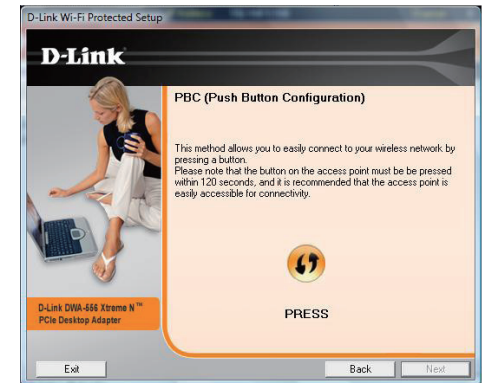 D-Link Wi-Fi Protected Setup
D-Link
PBC (Push Button Configuration)
This method allows you to easily connect to your wireless network by
pressing a button.
Please note that the button on the access point must be be pressed
within 120 seconds, and it is recommended that the access point is
easily accessible for connectivity.
PRESS
D-Link DWA-556 Xtreme N™
PCIe Desktop Adapter
Exit
Back
Next